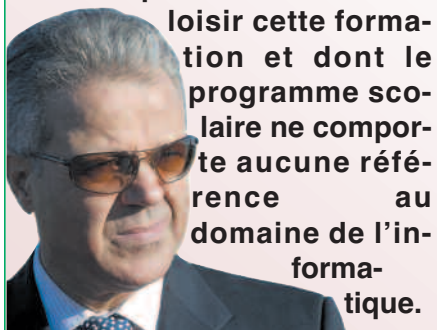 loisir cette forma-
tion et dont le
programme sco-
laire ne compor-
te aucune réfé-
rence au
domaine de l'in-
forma-
tique.